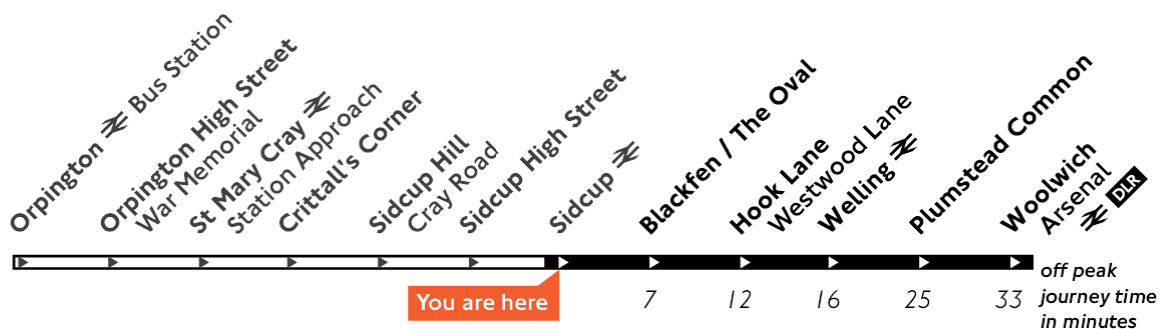 Orpington Bus Station
Orpington High Street
War Memorial
St Mary Cray
Station Approach
Crittall's Corner
Sidcup Hill
Cray Road
Sidcup High Street
Sidcup
Blackfen / The Oval
Hook Lane
Westwood Lane
Welling
Plumstead Common
Woolwich
Arsenal
DLR
You are here
7 12 16 25 33
off peak
journey time
in minutes